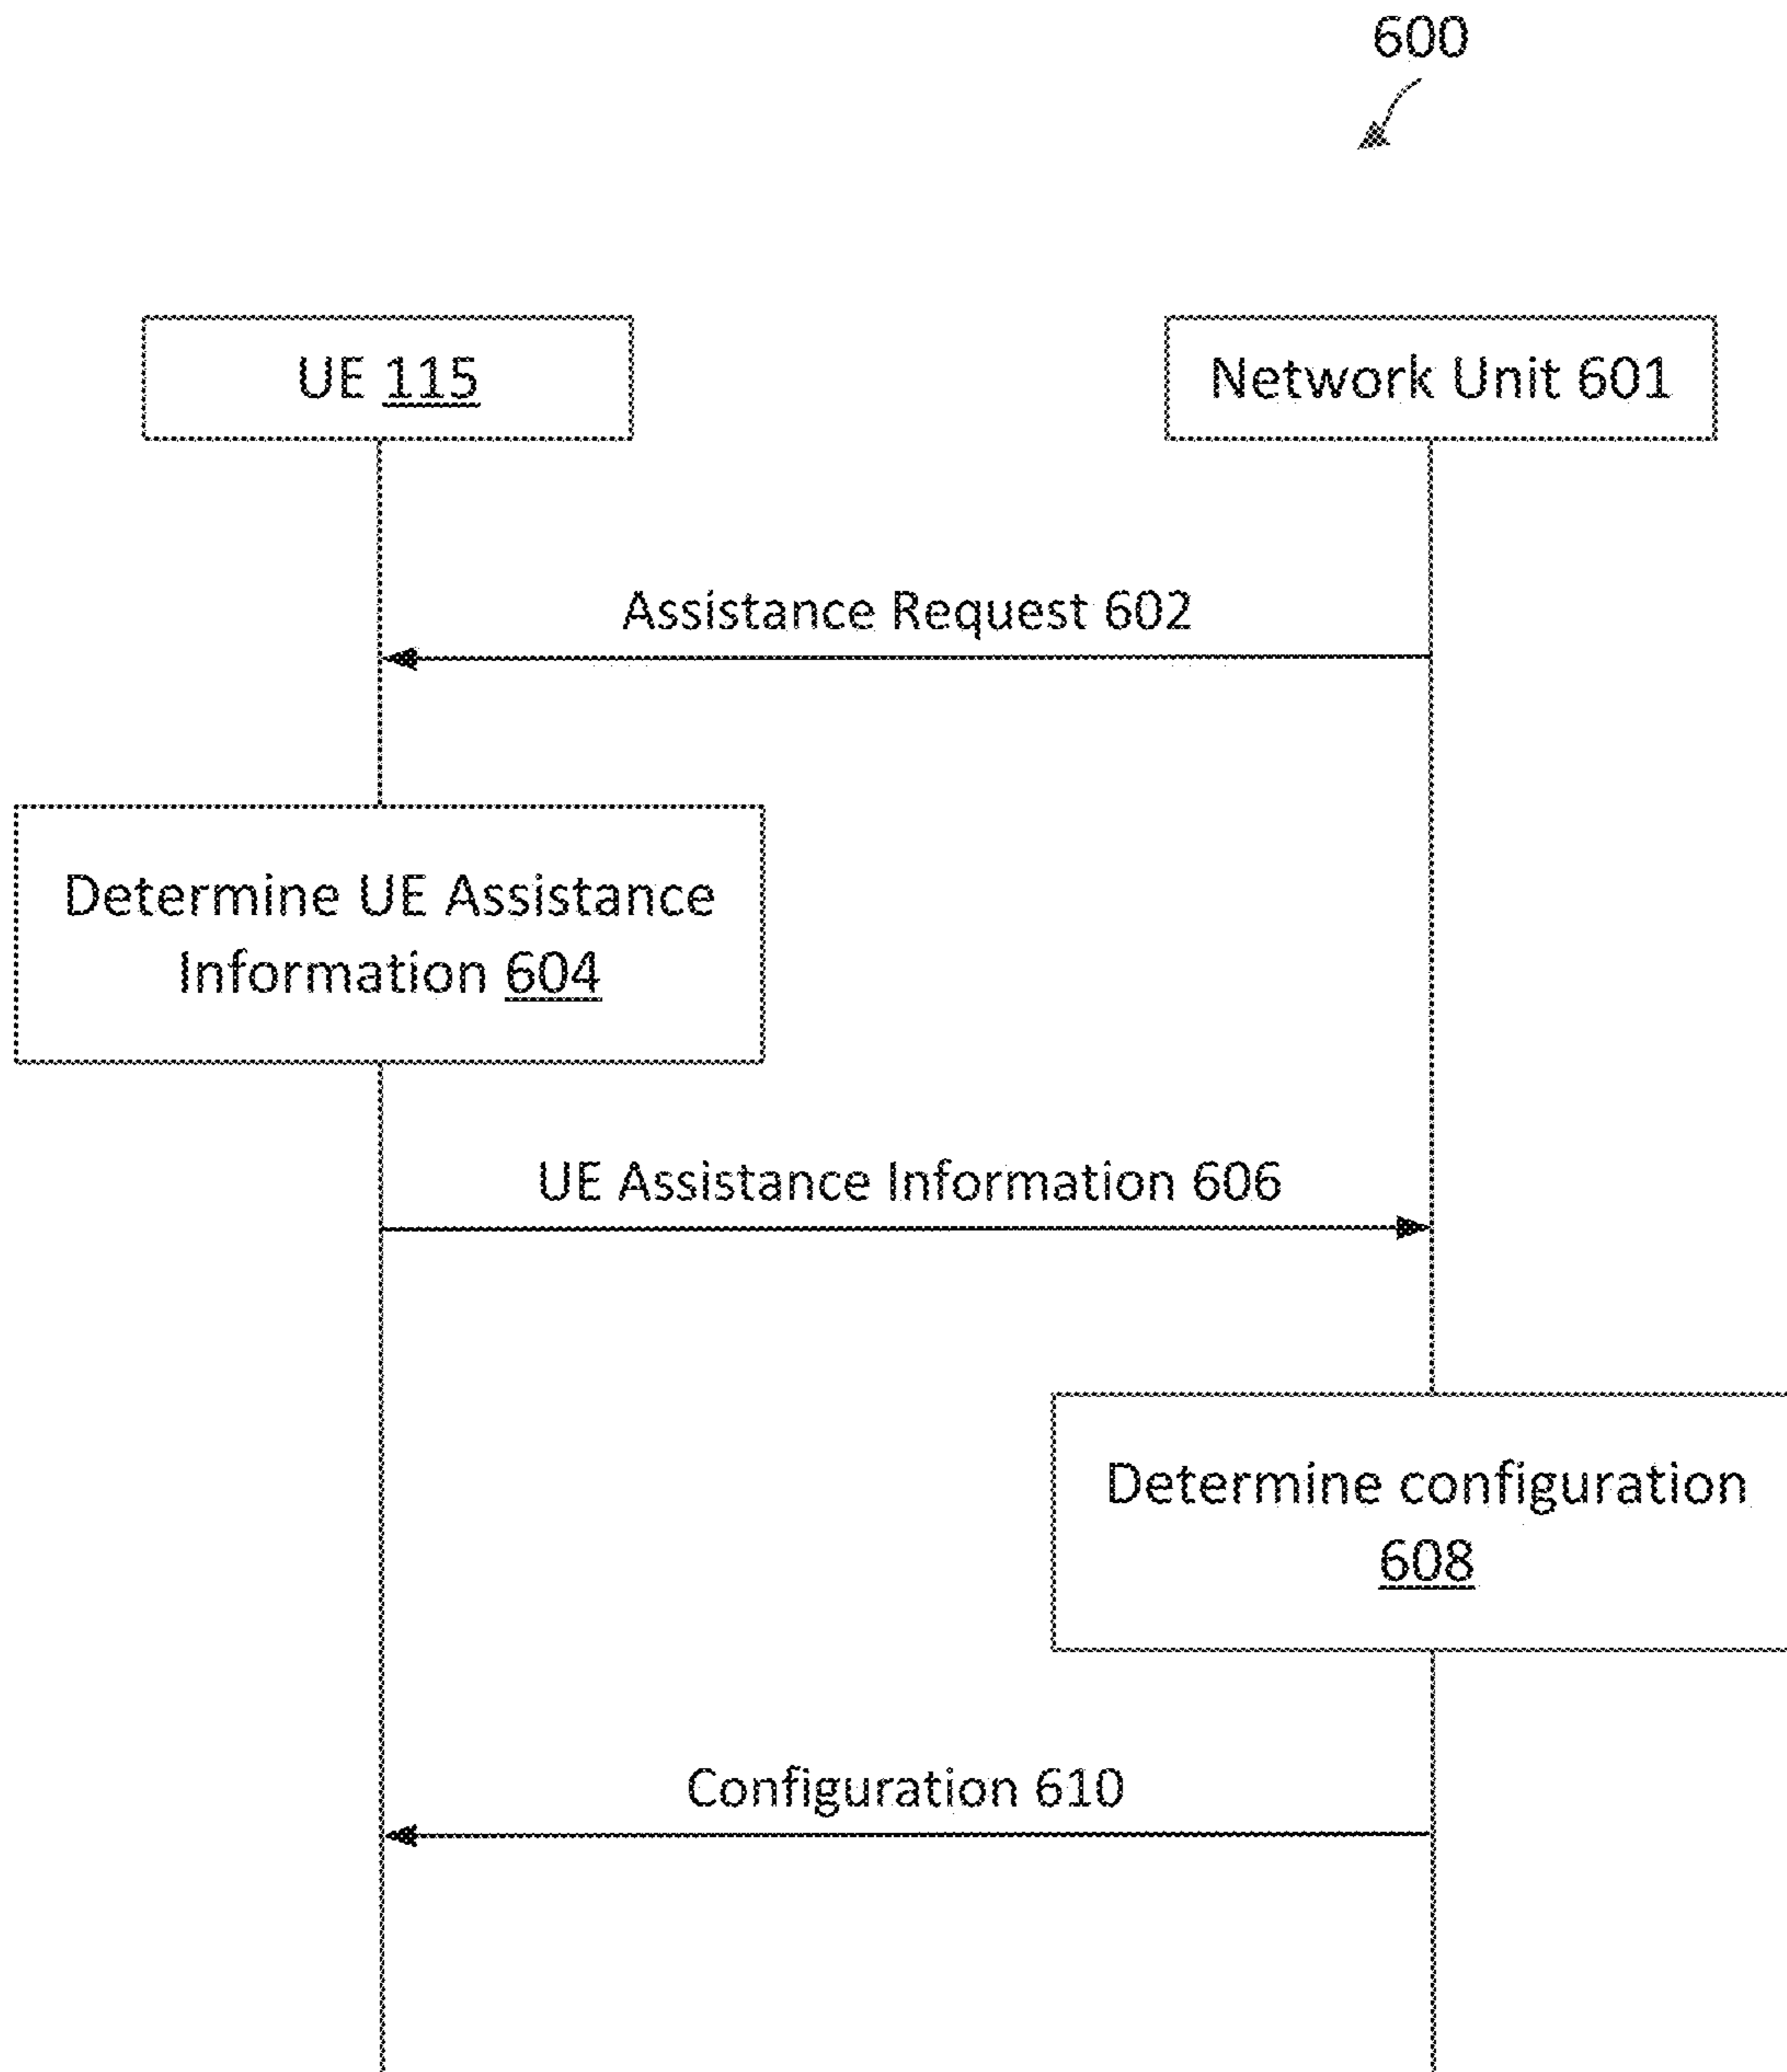 600
UE 115
Network Unit 601
Assistance Request 602
Determine UE Assistance
Information 604
UE Assistance Information 606
Determine configuration
608
Configuration 610